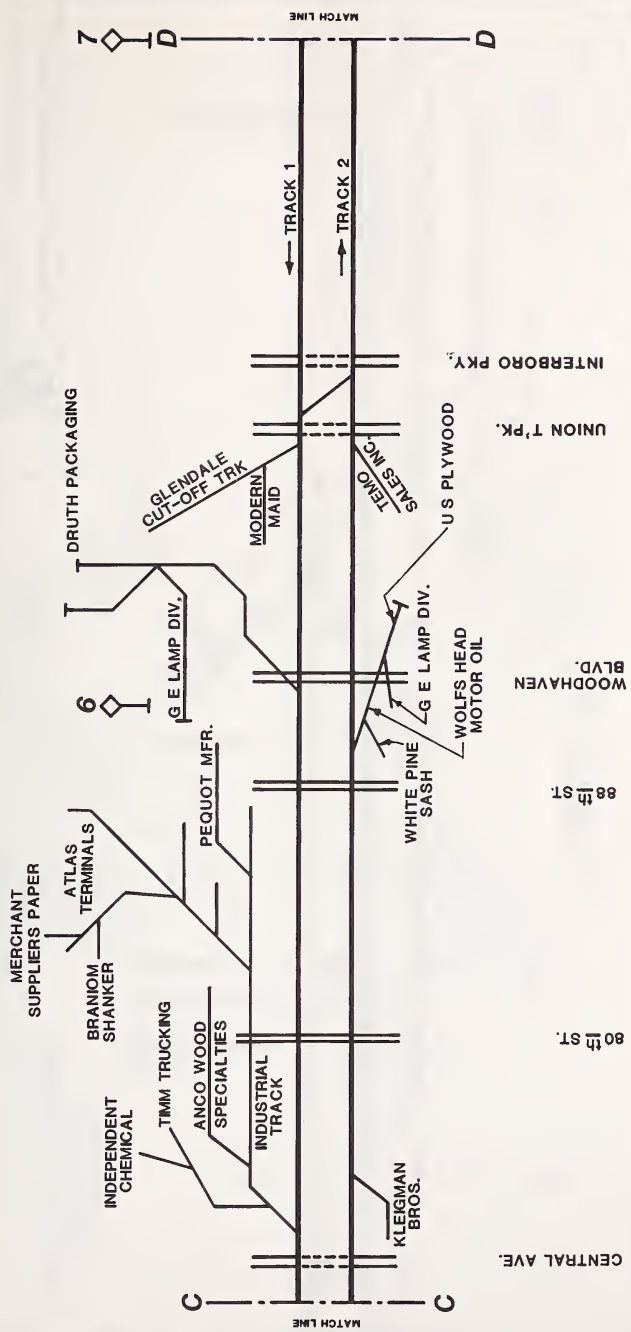 MATCH LINE
C
C
CENTRAL AVE.
INDEPENDENT
CHEMICAL
TIMM TRUCKING
ANCO WOOD
SPECIALTIES
INDUSTRIAL
TRACK
KLEIGMAN
BROS.
80th ST.
MERCHANT
SUPPLIERS PAPER
BRANIOM
SHANKER
ATLAS
TERMINALS
PEQUOT MFR.
88th ST.
WHITE PINE
SASH
WOLFS HEAD
MOTOR OIL
G E LAMP DIV.
US PLYWOOD
6
G E LAMP DIV.
DRUTH PACKAGING
WOODHAVEN
BLVD.
GLENDALE
CUT-OFF TRK
MODERN
MAID
TEMO
SALES INC.
UNION T'PK.
INTERBORO PKY.
TRACK 1
TRACK 2
7
D
D
MATCH LINE